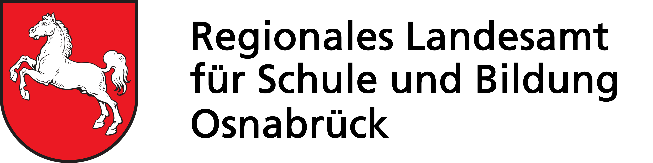 Regionales Landesamt
für Schule und Bildung
Osnabrück